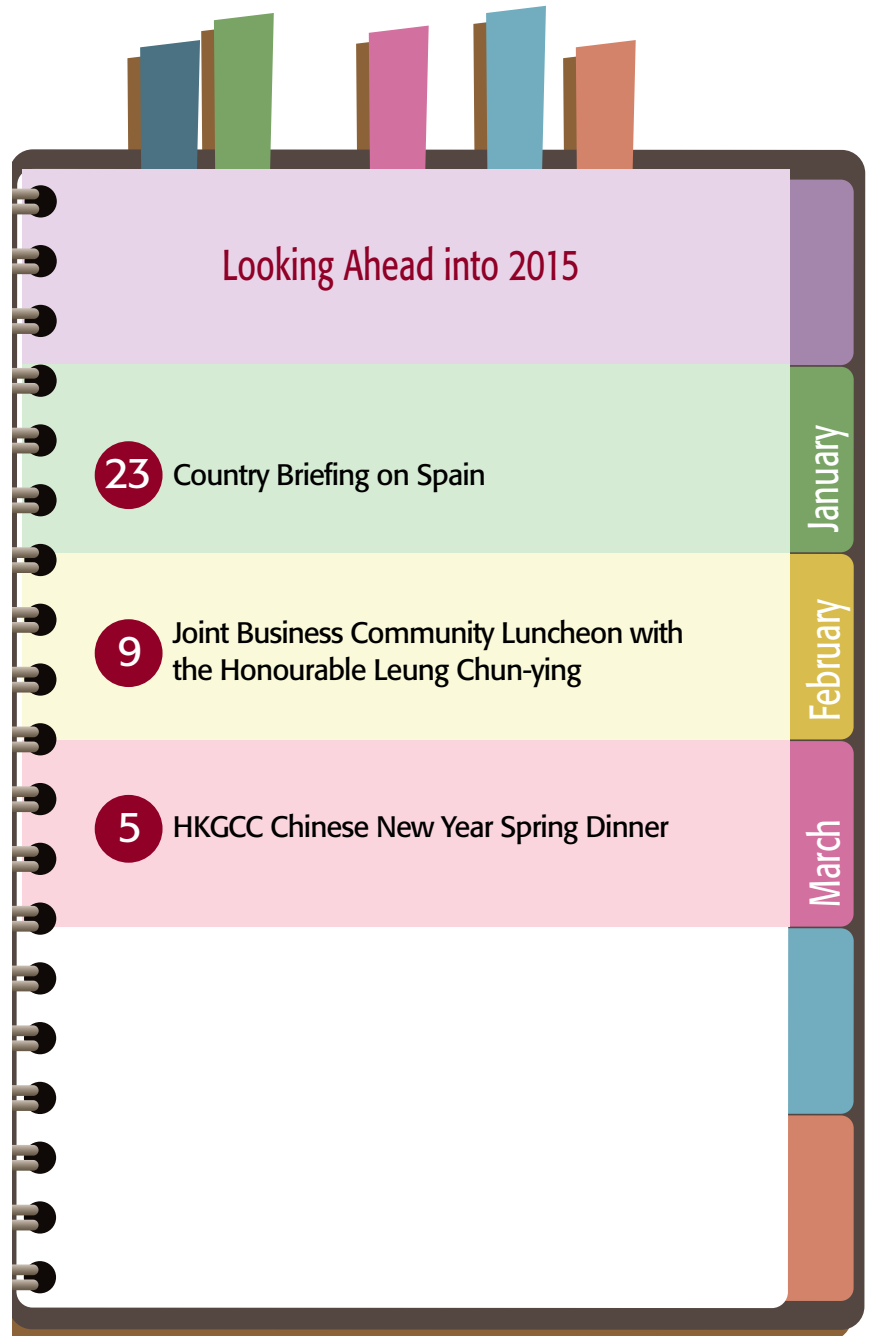 Looking Ahead into 2015
January
23 Country Briefing on Spain
February
9 Joint Business Community Luncheon with
the Honourable Leung Chun-ying
March
5 HKGCC Chinese New Year Spring Dinner